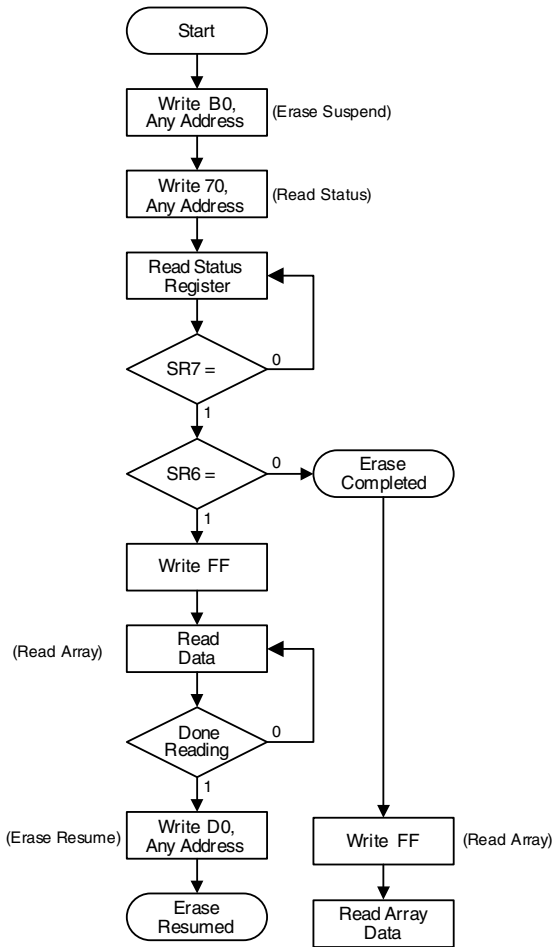 Start
Write B0,
Any Address
(Erase Suspend)
Write 70,
Any Address
(Read Status)
Read Status
Register
SR7 =
0
1
SR6 =
0
Erase
Completed
1
Write FF
(Read Array)
Read
Data
Done
Reading
0
1
(Erase Resume)
Write D0,
Any Address
Write FF
(Read Array)
Erase
Resumed
Read Array
Data